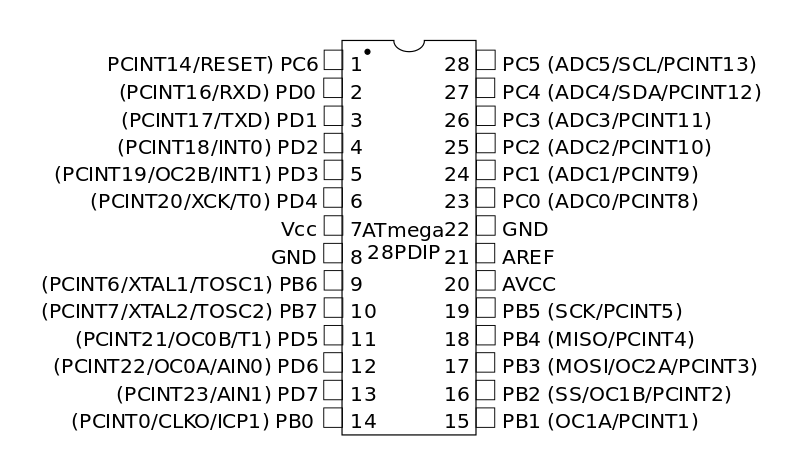 PCINT14/RESET) PC6 1 28 PC5 (ADC5/SCL/PCINT13)
(PCINT16/RXD) PD0 2 27 PC4 (ADC4/SDA/PCINT12)
(PCINT17/TXD) PD1 3 26 PC3 (ADC3/PCINT11)
(PCINT18/INT0) PD2 4 25 PC2 (ADC2/PCINT10)
(PCINT19/OC2B/INT1) PD3 5 24 PC1 (ADC1/PCINT9)
(PCINT20/XCK/T0) PD4 6 23 PC0 (ADC0/PCINT8)
Vcc 7 ATmega 22 GND
GND 8 28PDIP 21 AREF
(PCINT6/XTAL1/TOSC1) PB6 9 20 AVCC
(PCINT7/XTAL2/TOSC2) PB7 10 19 PB5 (SCK/PCINT5)
(PCINT21/OC0B/T1) PD5 11 18 PB4 (MISO/PCINT4)
(PCINT22/OC0A/AIN0) PD6 12 17 PB3 (MOSI/OC2A/PCINT3)
(PCINT23/AIN1) PD7 13 16 PB2 (SS/OC1B/PCINT2)
(PCINT0/CLKO/ICP1) PB0 14 15 PB1 (OC1A/PCINT1)